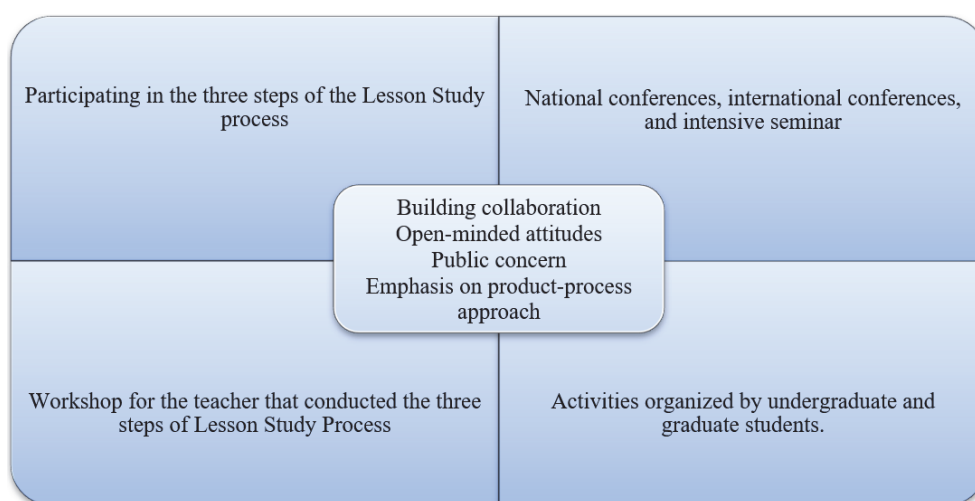 Participating in the three steps of the Lesson Study
process
National conferences, international conferences,
and intensive seminar
Building collaboration
Open-minded attitudes
Public concern
Emphasis on product-process
approach
Workshop for the teacher that conducted the three
steps of Lesson Study Process
Activities organized by undergraduate and
graduate students.